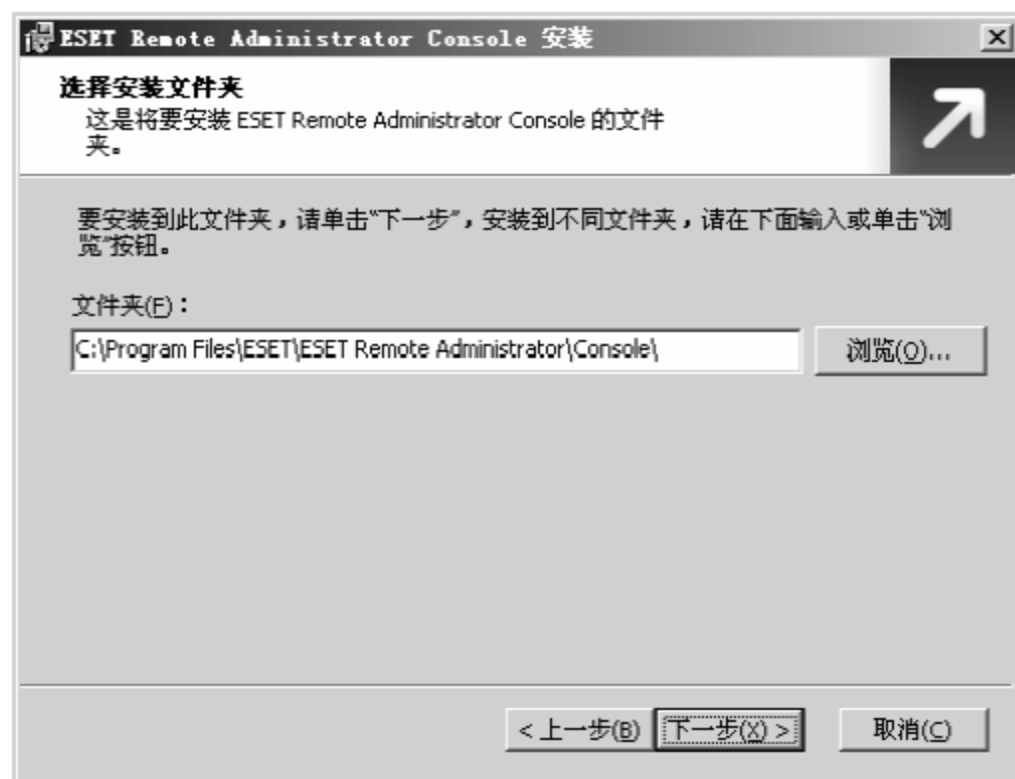 ESET Remote Administrator Console 安装
选择安装文件夹
这是将要安装 ESET Remote Administrator Console 的文件
夹。
要安装到此文件夹，请单击“下一步”，安装到不同文件夹，请在下面输入或单击“浏
览”按钮。
文件夹(F)：
C:\Program Files\ESET\ESET Remote Administrator\Console\
浏览(O)...
< 上一步(B)
下一步(X) >
取消(C)